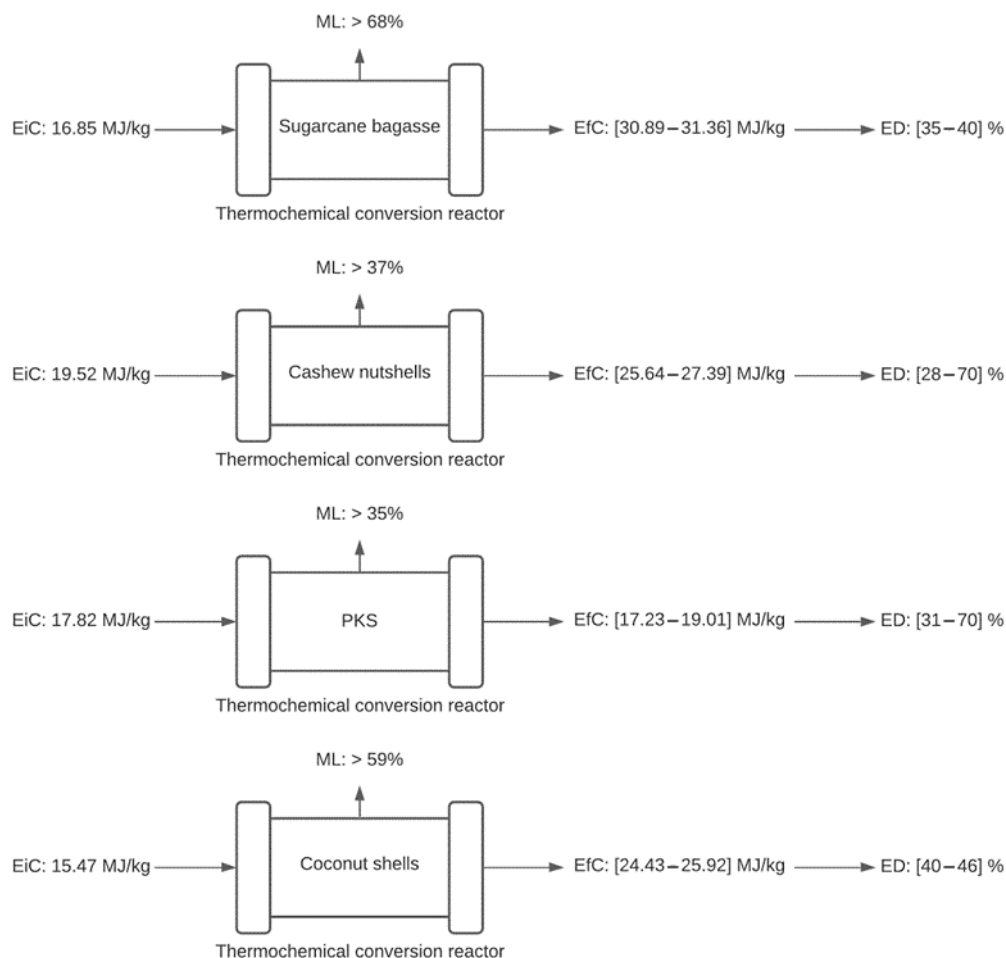 ML: > 68%
EiC: 16.85 MJ/kg
Sugarcane bagasse
EfC: [30.89–31.36] MJ/kg
ED: [35–40] %
Thermochemical conversion reactor
ML: > 37%
EiC: 19.52 MJ/kg
Cashew nutshells
EfC: [25.64–27.39] MJ/kg
ED: [28–70] %
Thermochemical conversion reactor
ML: > 35%
EiC: 17.82 MJ/kg
PKS
EfC: [17.23–19.01] MJ/kg
ED: [31–70] %
Thermochemical conversion reactor
ML: > 59%
EiC: 15.47 MJ/kg
Coconut shells
EfC: [24.43–25.92] MJ/kg
ED: [40–46] %
Thermochemical conversion reactor